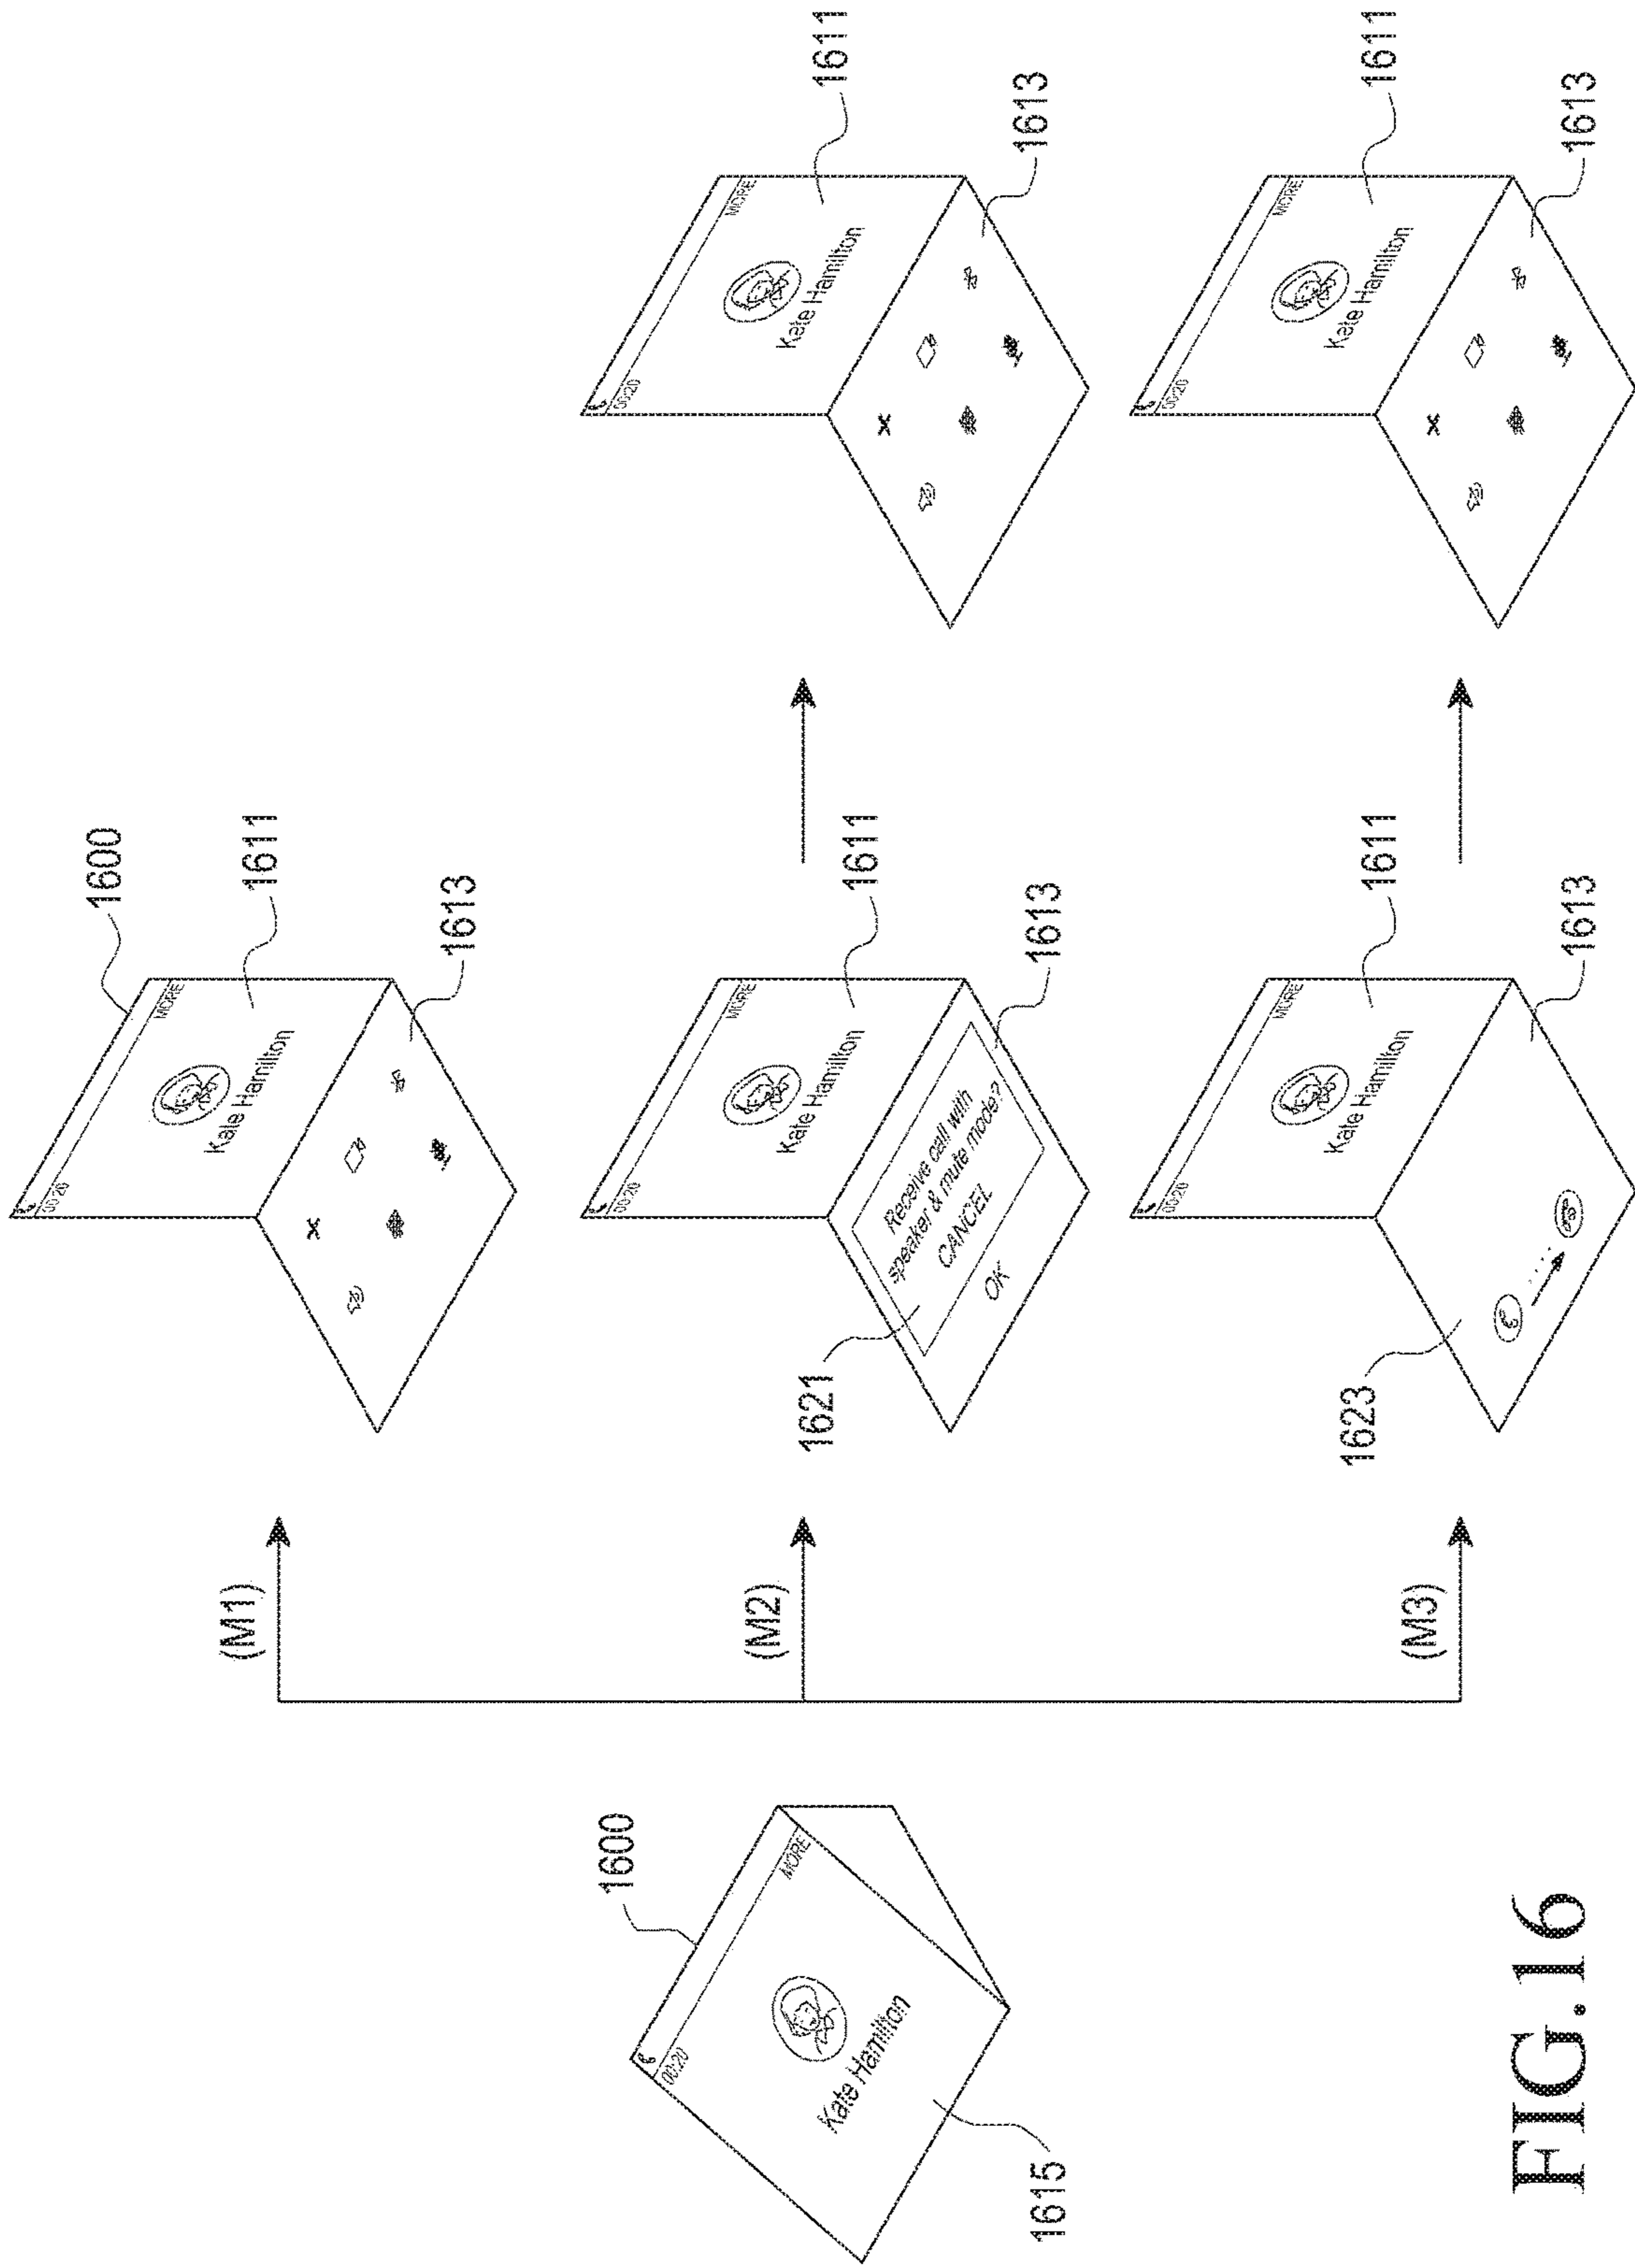 1600
00:20 MORE
Kate Hamilton
1615
(M1)
1600
00:20 MORE
1611
Kate Hamilton
1613
(M2)
00:20 MORE
Kate Hamilton
1611
1621
Receive call with
speaker & mute mode?
CANCEL
OK
1613
00:20 MORE
Kate Hamilton
1611
1613
(M3)
00:20 MORE
Kate Hamilton
1611
1623
1613
00:20 MORE
Kate Hamilton
1611
1613
FIG.16